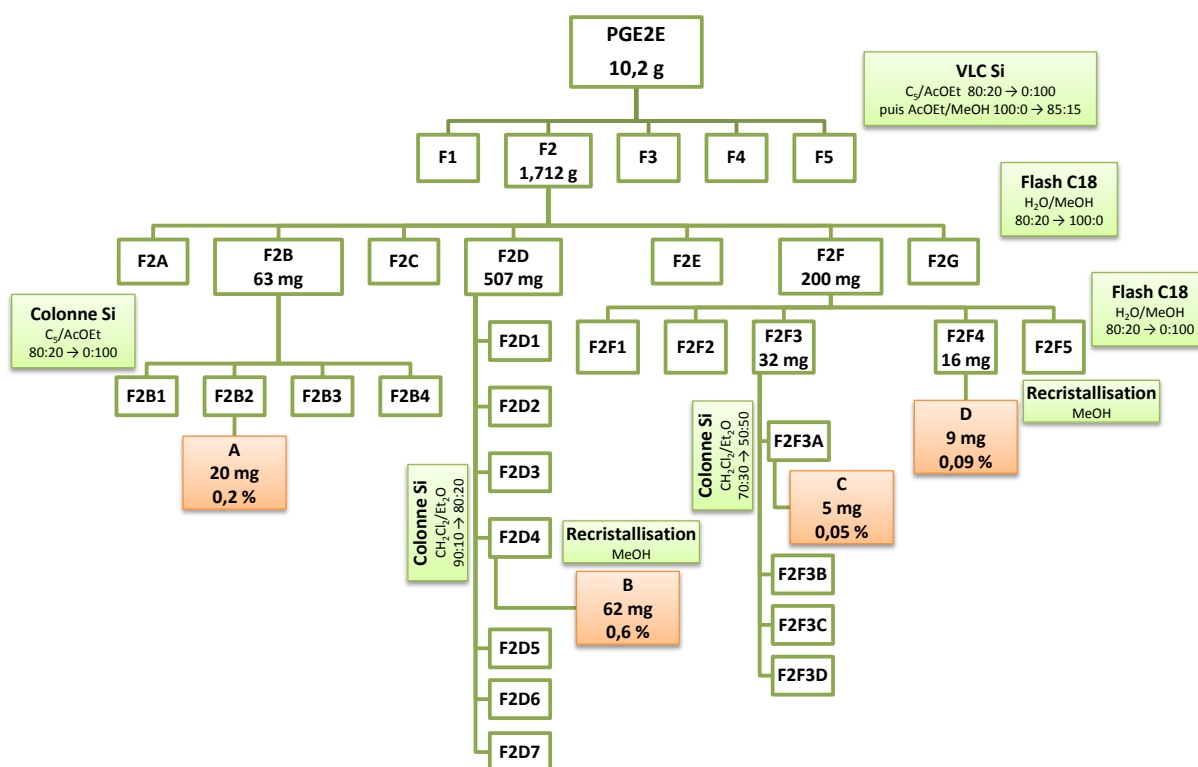 PGE2E
10,2 g
VLC Si
C₅/AcOEt 80:20 → 0:100
puis AcOEt/MeOH 100:0 → 85:15
F1
F2
1,712 g
F3
F4
F5
Flash C18
H₂O/MeOH
80:20 → 100:0
F2A
F2B
63 mg
F2C
F2D
507 mg
F2E
F2F
200 mg
F2G
Colonne Si
C₅/AcOEt
80:20 → 0:100
Flash C18
H₂O/MeOH
80:20 → 0:100
F2B1
F2B2
F2B3
F2B4
A
20 mg
0,2 %
Colonne Si
CH₂Cl₂/Et₂O
90:10 → 80:20
F2D1
F2D2
F2D3
F2D4
F2D5
F2D6
F2D7
Recristallisation
MeOH
B
62 mg
0,6 %
F2F1
F2F2
F2F3
32 mg
F2F4
16 mg
F2F5
Colonne Si
CH₂Cl₂/Et₂O
70:30 → 50:50
F2F3A
C
5 mg
0,05 %
F2F3B
F2F3C
F2F3D
Recristallisation
MeOH
D
9 mg
0,09 %